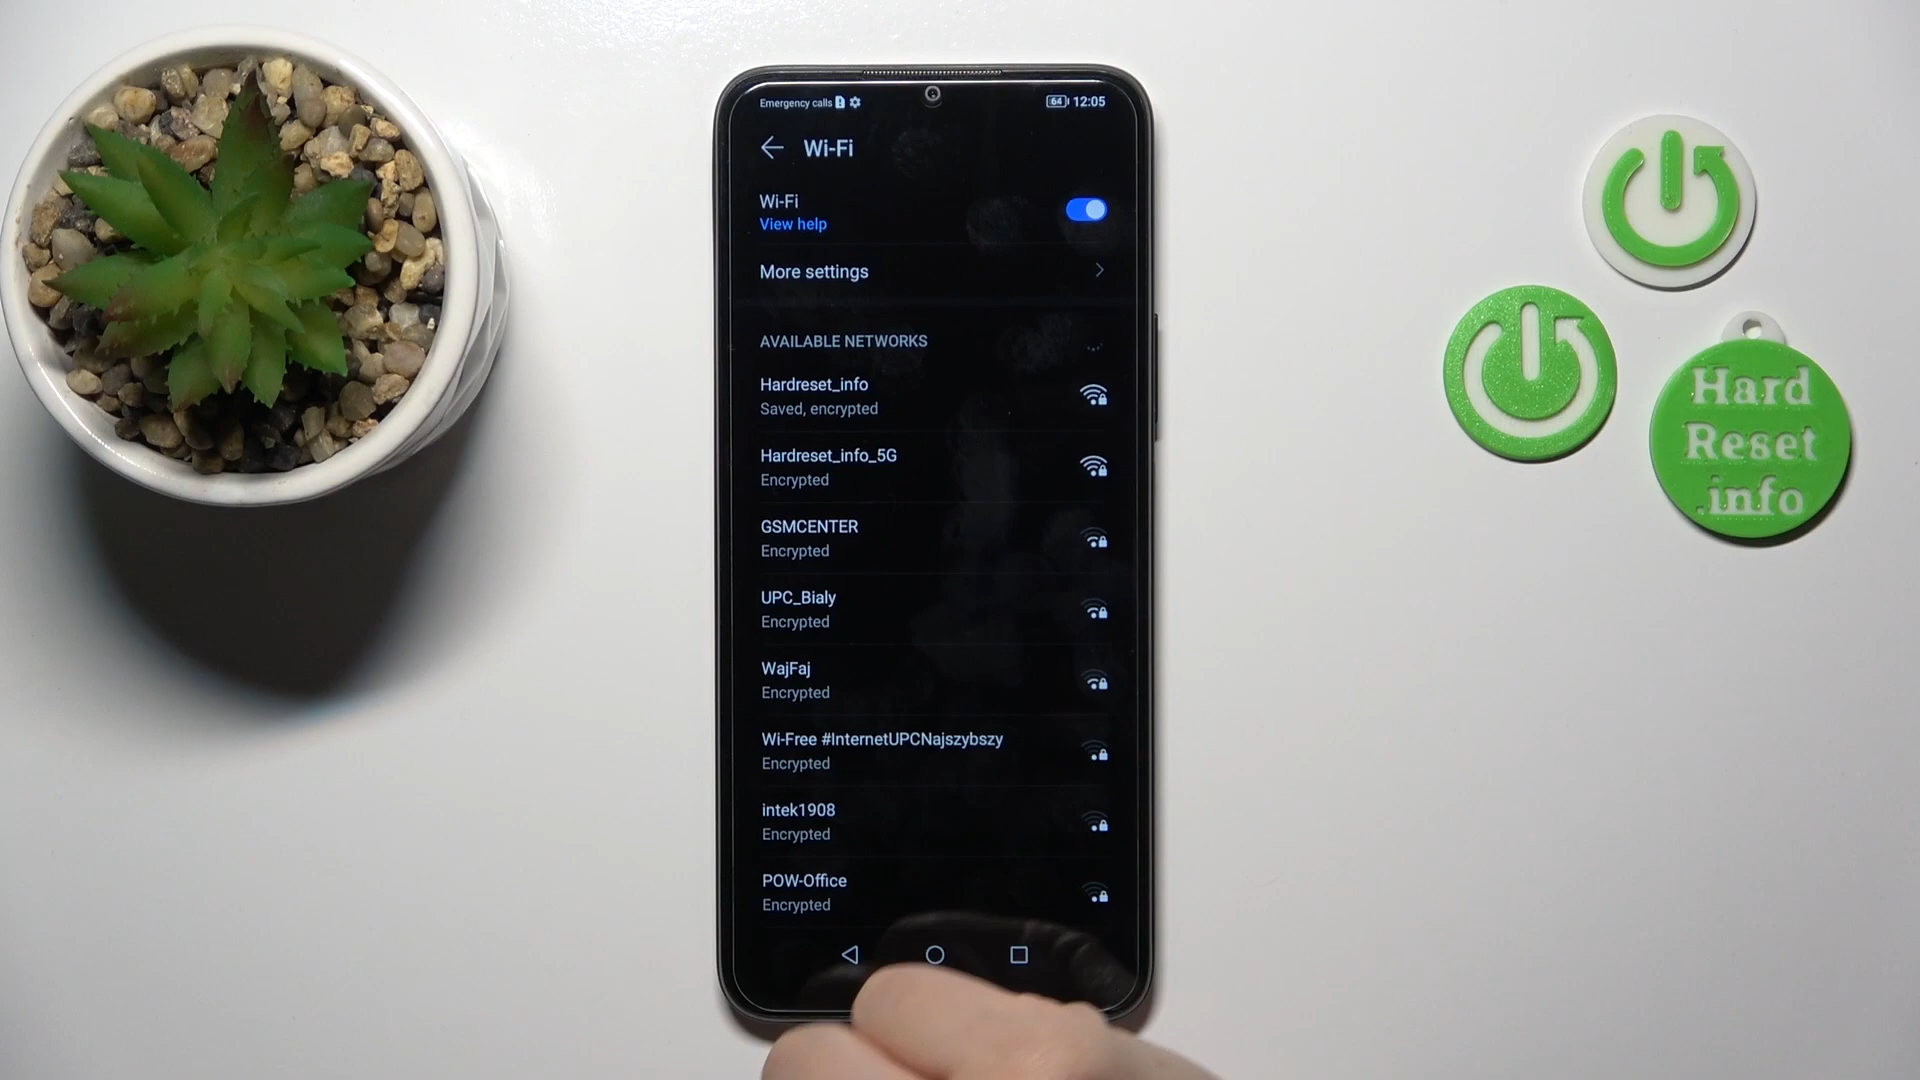 Emergency calls 64 12:05
Wi-Fi
Wi-Fi
View help
More settings
AVAILABLE NETWORKS
Hardreset_info
Saved, encrypted
Hardreset_info_5G
Encrypted
GSMCENTER
Encrypted
UPC_Bialy
Encrypted
WajFaj
Encrypted
Wi-Free #InternetUPCNajszybszy
Encrypted
intek1908
Encrypted
POW-Office
Encrypted
Hard
Reset
.info